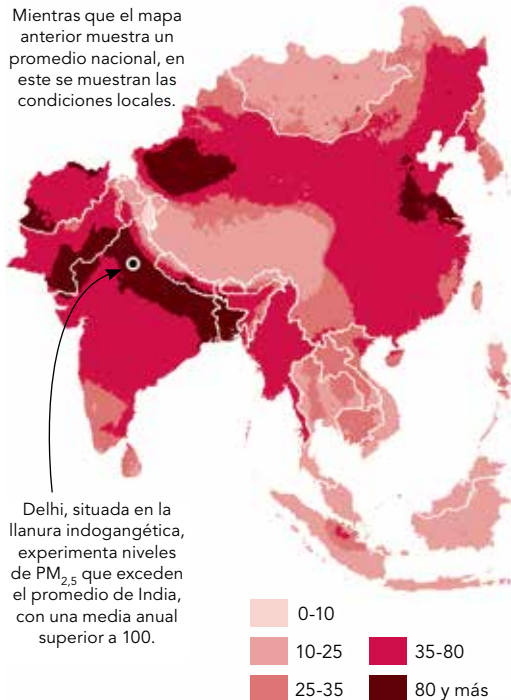 Mientras que el mapa
anterior muestra un
promedio nacional, en
este se muestran las
condiciones locales.
Delhi, situada en la
llanura indogangética,
experimenta niveles
de PM2,5 que exceden
el promedio de India,
con una media anual
superior a 100.
0-10
10-25
35-80
25-35
80 y más